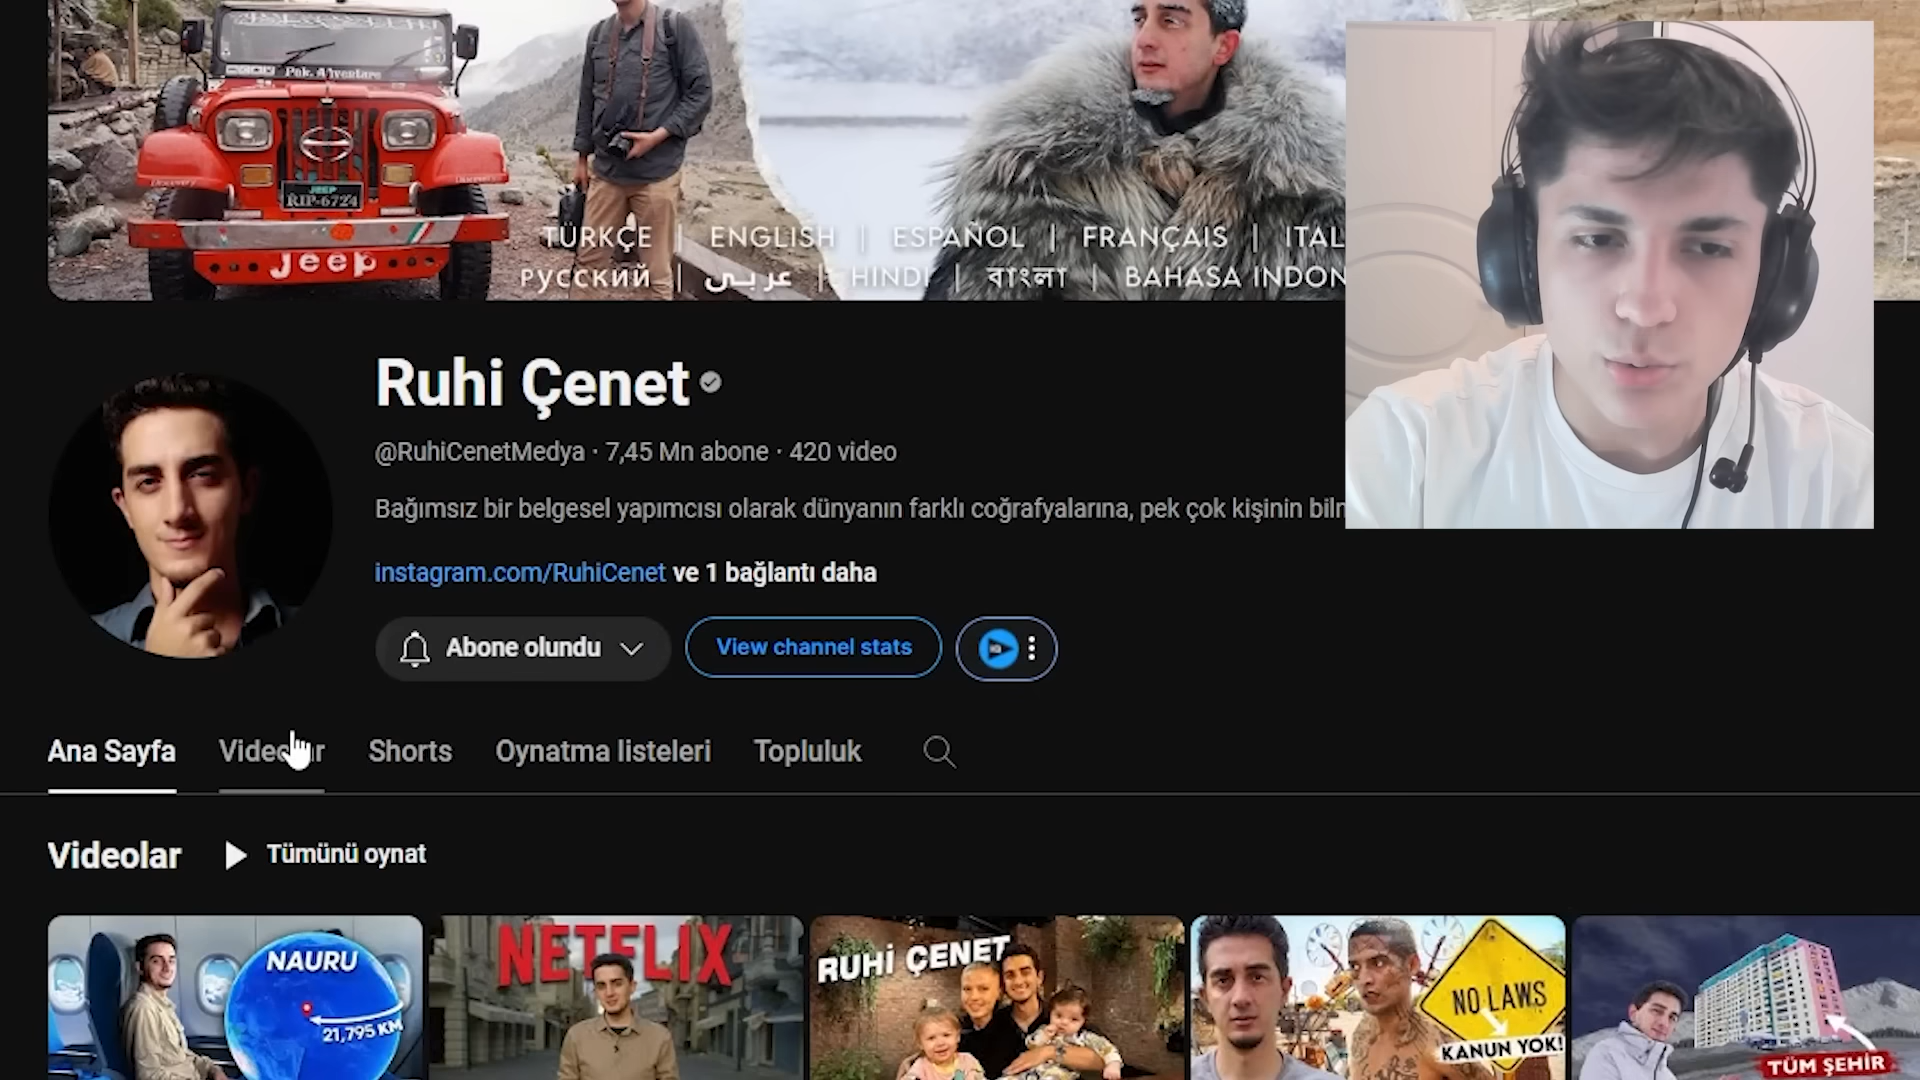 Pak. Adventure
JEEP
RIP-6724
Jeep
TÜRKÇE | ENGLISH | ESPAÑOL | FRANÇAIS | ITAL
РУССКИЙ | عربي | HINDI | বাংলা | BAHASA INDON
Ruhi Çenet
@RuhiCenetMedya · 7,45 Mn abone · 420 video
Bağımsız bir belgesel yapımcısı olarak dünyanın farklı coğrafyalarına, pek çok kişinin biln
instagram.com/RuhiCenet ve 1 bağlantı daha
Abone olundu
View channel stats
Ana Sayfa Videolar Shorts Oynatma listeleri Topluluk
Videolar Tümünü oynat
NAURU
21,795 KM
NETFLIX
RUHİ ÇENET
NO LAWS
KANUN YOK!
TÜM ŞEHİR